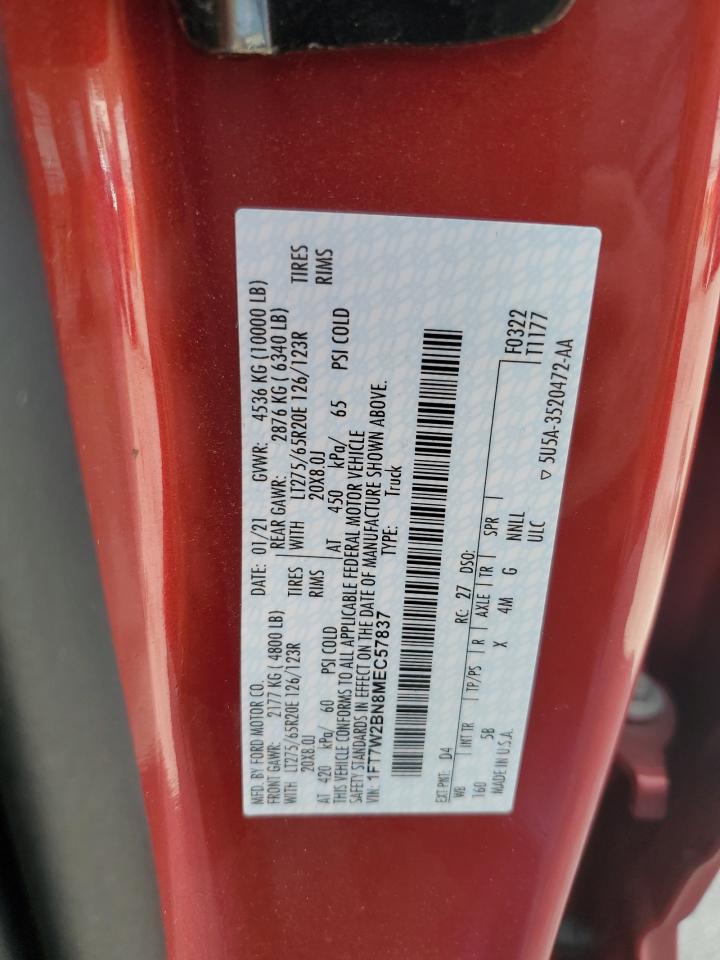 MFD. BY FORD MOTOR CO. DATE: 01/21 GVWR: 4536 KG (10000 LB)
FRONT GAWR: 2177 KG ( 4800 LB) REAR GAWR: 2876 KG ( 6340 LB)
WITH LT275/65R20E 126/123R TIRES WITH LT275/65R20E 126/123R TIRES
20X8.0J RIMS 20X8.0J RIMS
AT 420 kPa/ 60 PSI COLD AT 450 kPa/ 65 PSI COLD
THIS VEHICLE CONFORMS TO ALL APPLICABLE FEDERAL MOTOR VEHICLE
SAFETY STANDARDS IN EFFECT ON THE DATE OF MANUFACTURE SHOWN ABOVE.
VIN: 1FT7W2BN8MEC57837 TYPE: Truck
EXT PNT: D4 RC: 27 DSO: F0322
WB INT TR TP/PS R AXLE TR SPR T1177
160 5B X 4M G NNLL
MADE IN U.S.A. ULC ▽ 5U5A-3520472-AA